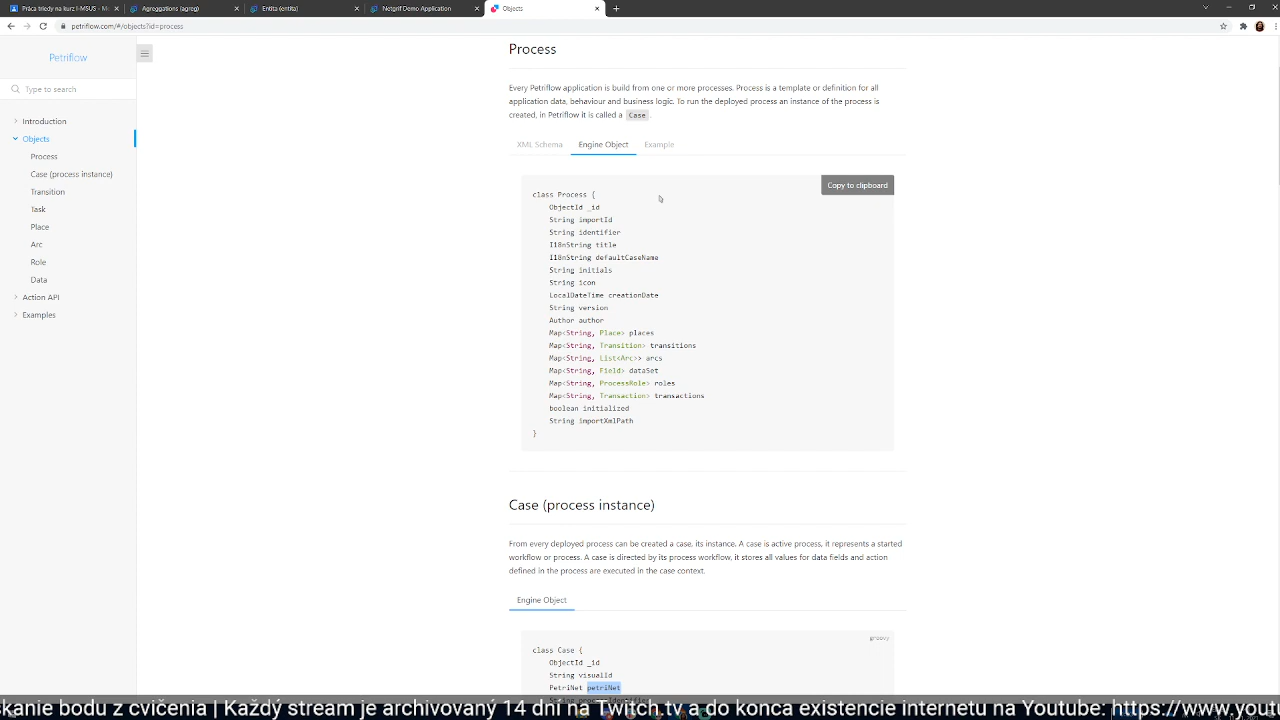 Práca triedy na kurz I-MSUS - M
Agreggations (agreg)
Entita (entita)
Netgrif Demo Application
Objects
petriflow.com/#/objects?id=process
Petriflow
Type to search
Introduction
Objects
Process
Case (process instance)
Transition
Task
Place
Arc
Role
Data
Action API
Examples
Process
Every Petriflow application is build from one or more processes. Process is a template or definition for all
application data, behaviour and business logic. To run the deployed process an instance of the process is
created, in Petriflow it is called a Case .
XML Schema Engine Object Example
Copy to clipboard
class Process {
ObjectId _id
String importId
String identifier
I18nString title
I18nString defaultCaseName
String initials
String icon
LocalDateTime creationDate
String version
Author author
Map<String, Place> places
Map<String, Transition> transitions
Map<String, List<Arc>> arcs
Map<String, Field> dataSet
Map<String, ProcessRole> roles
Map<String, Transaction> transactions
boolean initialized
String importXmlPath
}
Case (process instance)
From every deployed process can be created a case, its instance. A case is active process, it represents a started
workflow or process. A case is directed by its process workflow, it stores all values for data fields and action
defined in the process are executed in the case context.
Engine Object
groovy
class Case {
ObjectId _id
String visualId
PetriNet petriNet
skanie bodu z cvičenia | Každý stream je archivovaný 14 dní na Twitch.tv a do konca existencie internetu na Youtube: https://www.yout